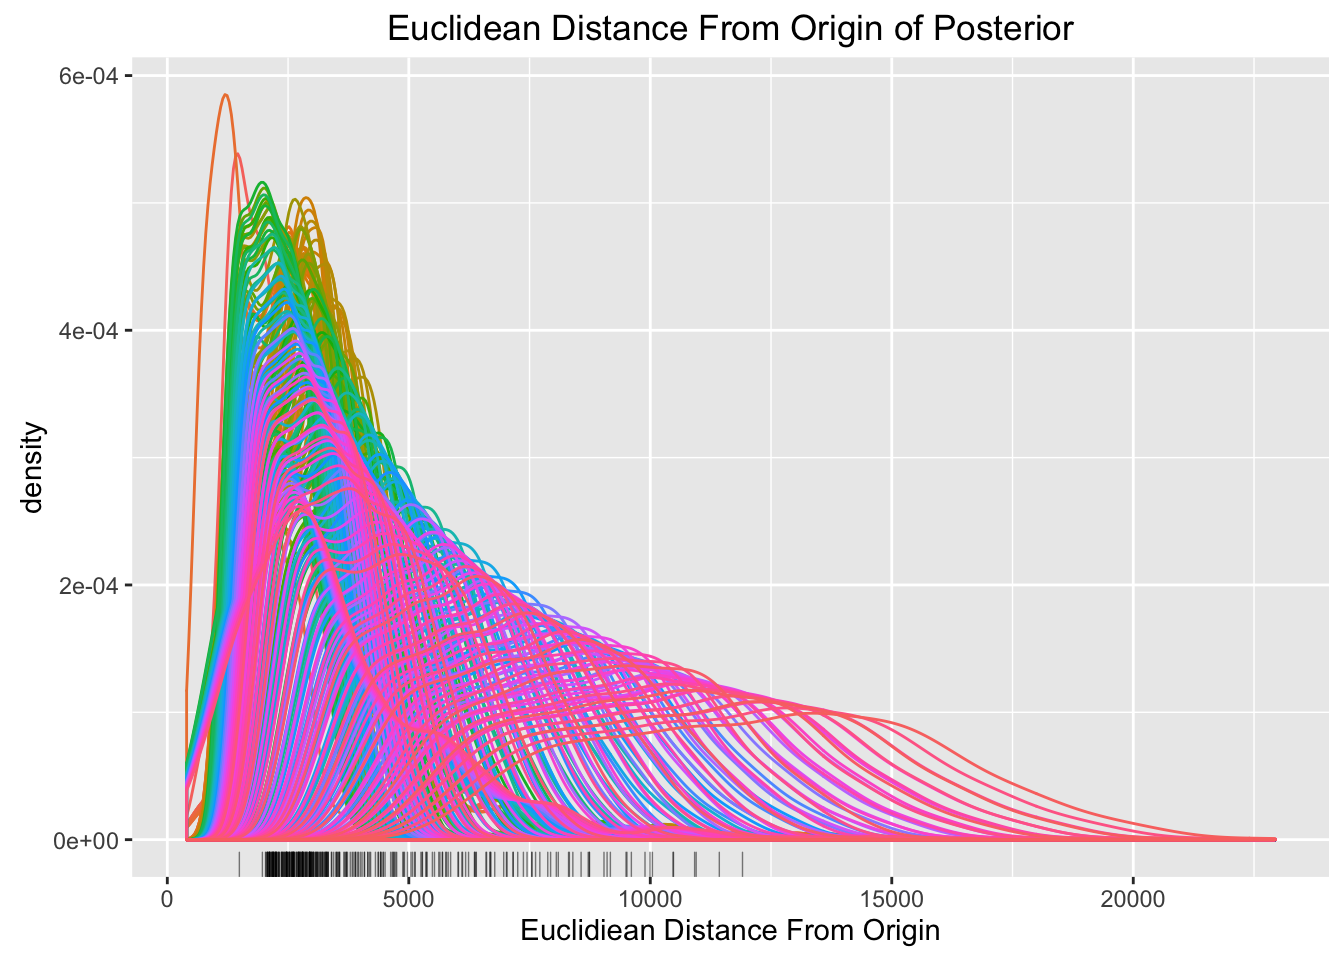 Euclidean Distance From Origin of Posterior
6e-04
4e-04
2e-04
0e+00
density
0 5000 10000 15000 20000
Euclidiean Distance From Origin